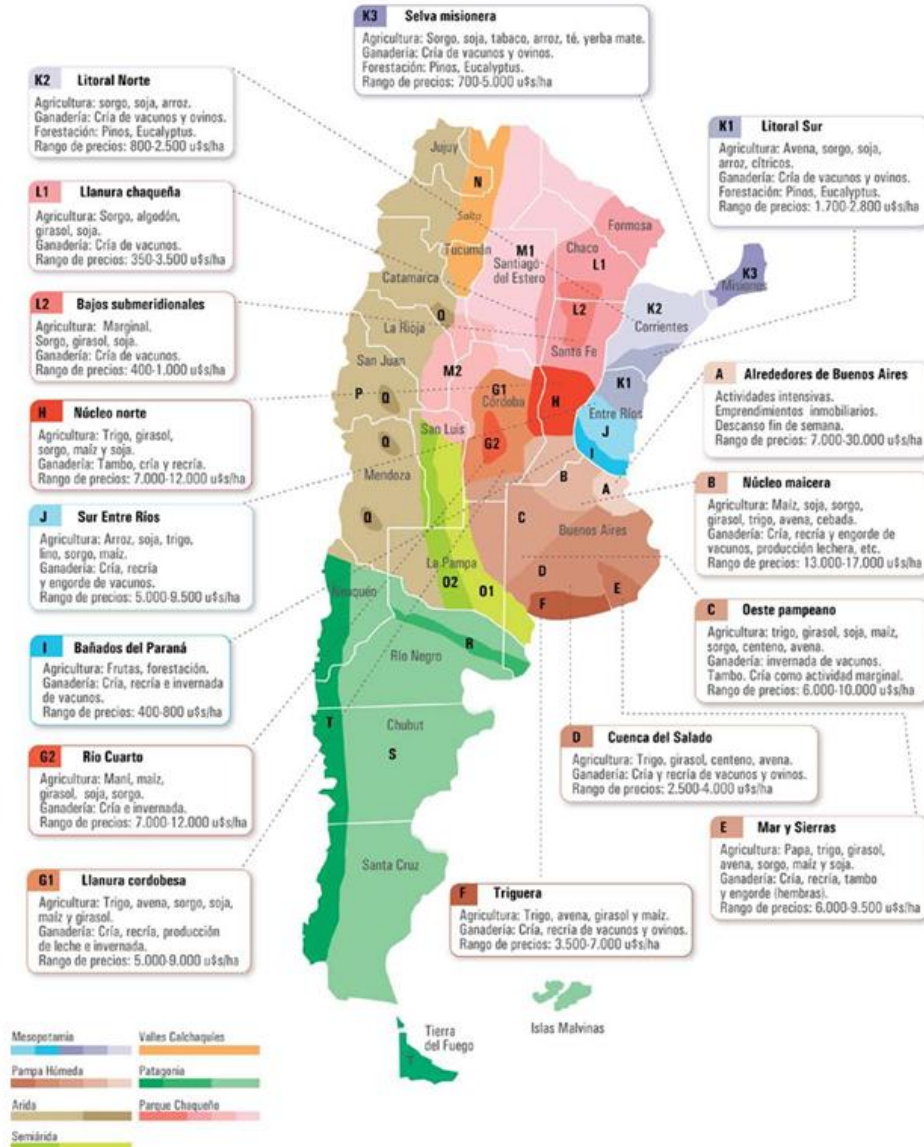 K3 Selva misionera
Agricultura: Sorgo, soja, tabaco, arroz, té, yerba mate.
Ganadería: Cría de vacunos y ovinos.
Forestación: Pinos, Eucalyptus.
Rango de precios: 700-5.000 u$s/ha
K2 Litoral Norte
Agricultura: sorgo, soja, arroz.
Ganadería: Cría de vacunos y ovinos.
Forestación: Pinos, Eucalyptus.
Rango de precios: 800-2.500 u$s/ha
L1 Llanura chaqueña
Agricultura: Sorgo, algodón,
girasol, soja.
Ganadería: Cría de vacunos.
Rango de precios: 350-3.500 u$s/ha
L2 Bajos submeridionales
Agricultura: Marginal.
Sorgo, girasol, soja.
Ganadería: Cría de vacunos.
Rango de precios: 400-1.000 u$s/ha
H Núcleo norte
Agricultura: Trigo, girasol,
sorgo, maíz y soja.
Ganadería: Tambo, cría y recría.
Rango de precios: 7.000-12.000 u$s/ha
J Sur Entre Ríos
Agricultura: Arroz, soja, trigo,
lino, sorgo, maíz.
Ganadería: Cría, recría
y engorde de vacunos.
Rango de precios: 5.000-9.500 u$s/ha
I Bañados del Paraná
Agricultura: Frutas, forestación.
Ganadería: Cría, recría e invernada
de vacunos.
Rango de precios: 400-800 u$s/ha
G2 Río Cuarto
Agricultura: Maní, maíz,
girasol, soja, sorgo.
Ganadería: Cría e invernada.
Rango de precios: 7.000-12.000 u$s/ha
G1 Llanura cordobesa
Agricultura: Trigo, avena, sorgo, soja,
maíz y girasol.
Ganadería: Cría, recría, producción
de leche e invernada.
Rango de precios: 5.000-9.000 u$s/ha
K1 Litoral Sur
Agricultura: Avena, sorgo, soja,
arroz, cítricos.
Ganadería: Cría de vacunos y ovinos.
Forestación: Pinos, Eucalyptus.
Rango de precios: 1.700-2.800 u$s/ha
A Alrededores de Buenos Aires
Actividades intensivas.
Emprendimientos inmobiliarios.
Descanso fin de semana.
Rango de precios: 7.000-30.000 u$s/ha
B Núcleo maicera
Agricultura: Maíz, soja, sorgo,
girasol, trigo, avena, cebada.
Ganadería: Cría, recría y engorde de
vacunos, producción lechera, etc.
Rango de precios: 13.000-17.000 u$s/ha
C Oeste pampeano
Agricultura: trigo, girasol, soja, maíz,
sorgo, centeno, avena.
Ganadería: invernada de vacunos.
Tambo. Cría como actividad marginal.
Rango de precios: 6.000-10.000 u$s/ha
D Cuenca del Salado
Agricultura: Trigo, girasol, centeno, avena.
Ganadería: Cría y recría de vacunos y ovinos.
Rango de precios: 2.500-4.000 u$s/ha
E Mar y Sierras
Agricultura: Papa, trigo, girasol,
avena, sorgo, maíz y soja.
Ganadería: Cría, recría, tambo
y engorde (hembras).
Rango de precios: 6.000-9.500 u$s/ha
F Triguera
Agricultura: Trigo, avena, girasol y maíz.
Ganadería: Cría, recría de vacunos y ovinos.
Rango de precios: 3.500-7.000 u$s/ha
Jujuy
N
Salta
Formosa
Tucumán
M1
Chaco
Santiago
del Estero
L1
K3
Misiones
Catamarca
Q
L2
K2
Corrientes
La Rioja
Santa Fe
San Juan
M2
G1
Córdoba
H
K1
Entre Ríos
P Q
San Luis
J
Q
G2
I
Mendoza
B
A
Q
C
Buenos Aires
La Pampa
D
O2
O1
E
Neuquén
F
R
Río Negro
Chubut
T
S
Santa Cruz
Islas Malvinas
Tierra
del Fuego
T
Mesopotamia
Valles Calchaquíes
Pampa Húmeda
Patagonia
Arida
Parque Chaqueño
Semiárida